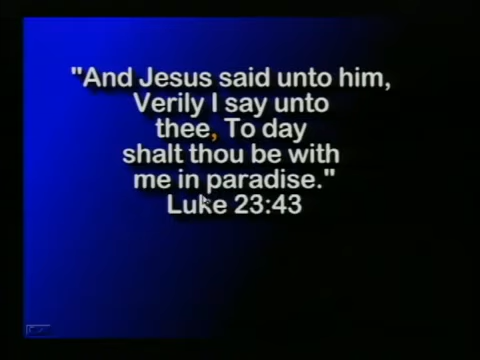 "And Jesus said unto him,
Verily I say unto
thee, To day
shalt thou be with
me in paradise."
Luke 23:43